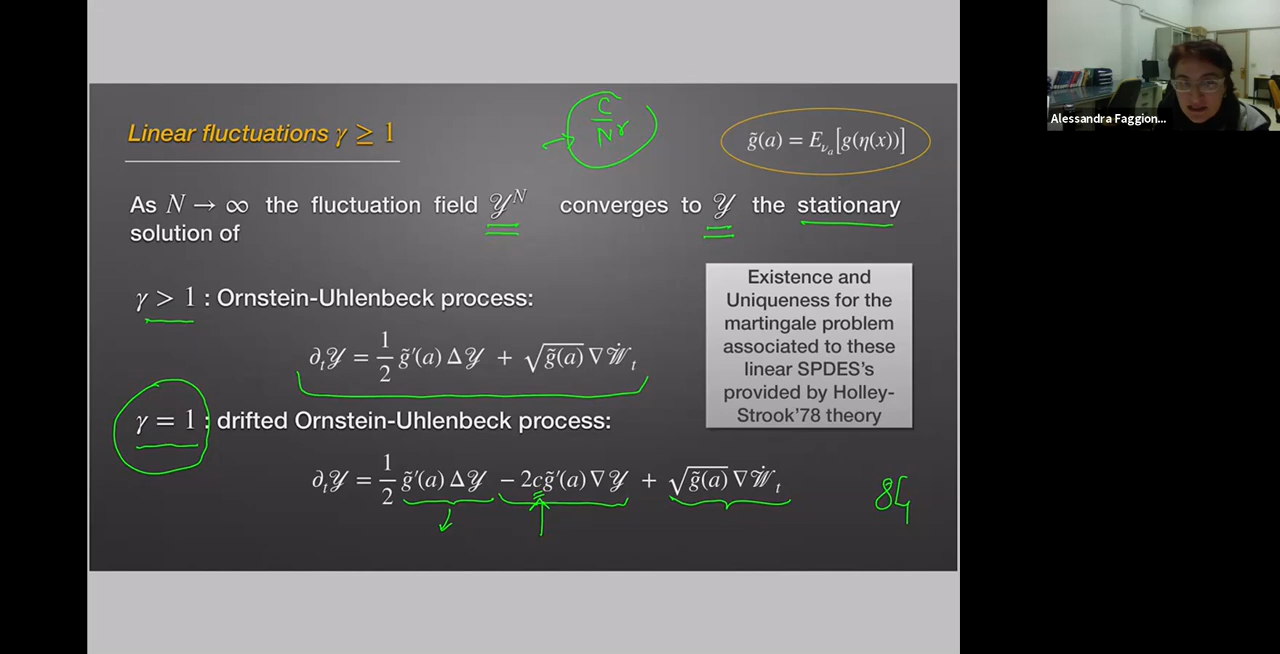 C
N^γ
Linear fluctuations γ ≥ 1
g̃(a) = E_{ν_a}[g(η(x))]
As N → ∞ the fluctuation field 𝒴^N converges to 𝒴 the stationary
solution of
γ > 1 : Ornstein-Uhlenbeck process:
∂_t𝒴 = 1/2 g̃′(a) Δ𝒴 + √g̃(a) ∇𝒲̇_t
γ = 1 : drifted Ornstein-Uhlenbeck process:
∂_t𝒴 = 1/2 g̃′(a) Δ𝒴 − 2cg̃′(a) ∇𝒴 + √g̃(a) ∇𝒲̇_t
Existence and
Uniqueness for the
martingale problem
associated to these
linear SPDES's
provided by Holley-
Strook'78 theory
Alessandra Faggion...